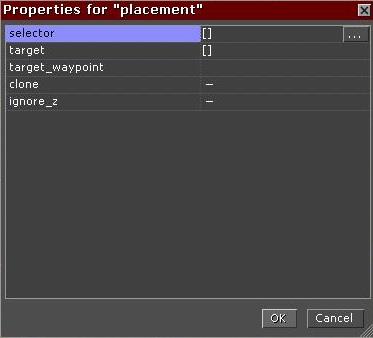 Properties for "placement"
selector [] ...
target []
target_waypoint
clone –
ignore_z –
OK Cancel